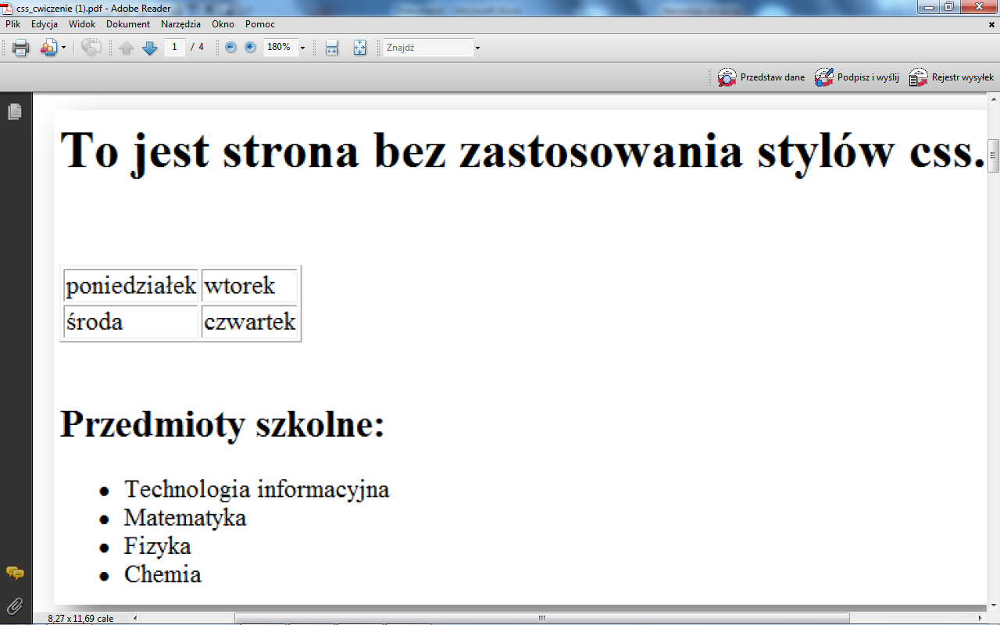 css_cwiczenie (1).pdf - Adobe Reader
Plik Edycja Widok Dokument Narzędzia Okno Pomoc
1 / 4 180% Znajdź
Przedstaw dane Podpisz i wyślij Rejestr wysyłek
To jest strona bez zastosowania stylów css.
poniedziałek wtorek
środa czwartek
Przedmioty szkolne:
Technologia informacyjna
Matematyka
Fizyka
Chemia
8,27 x 11,69 cale